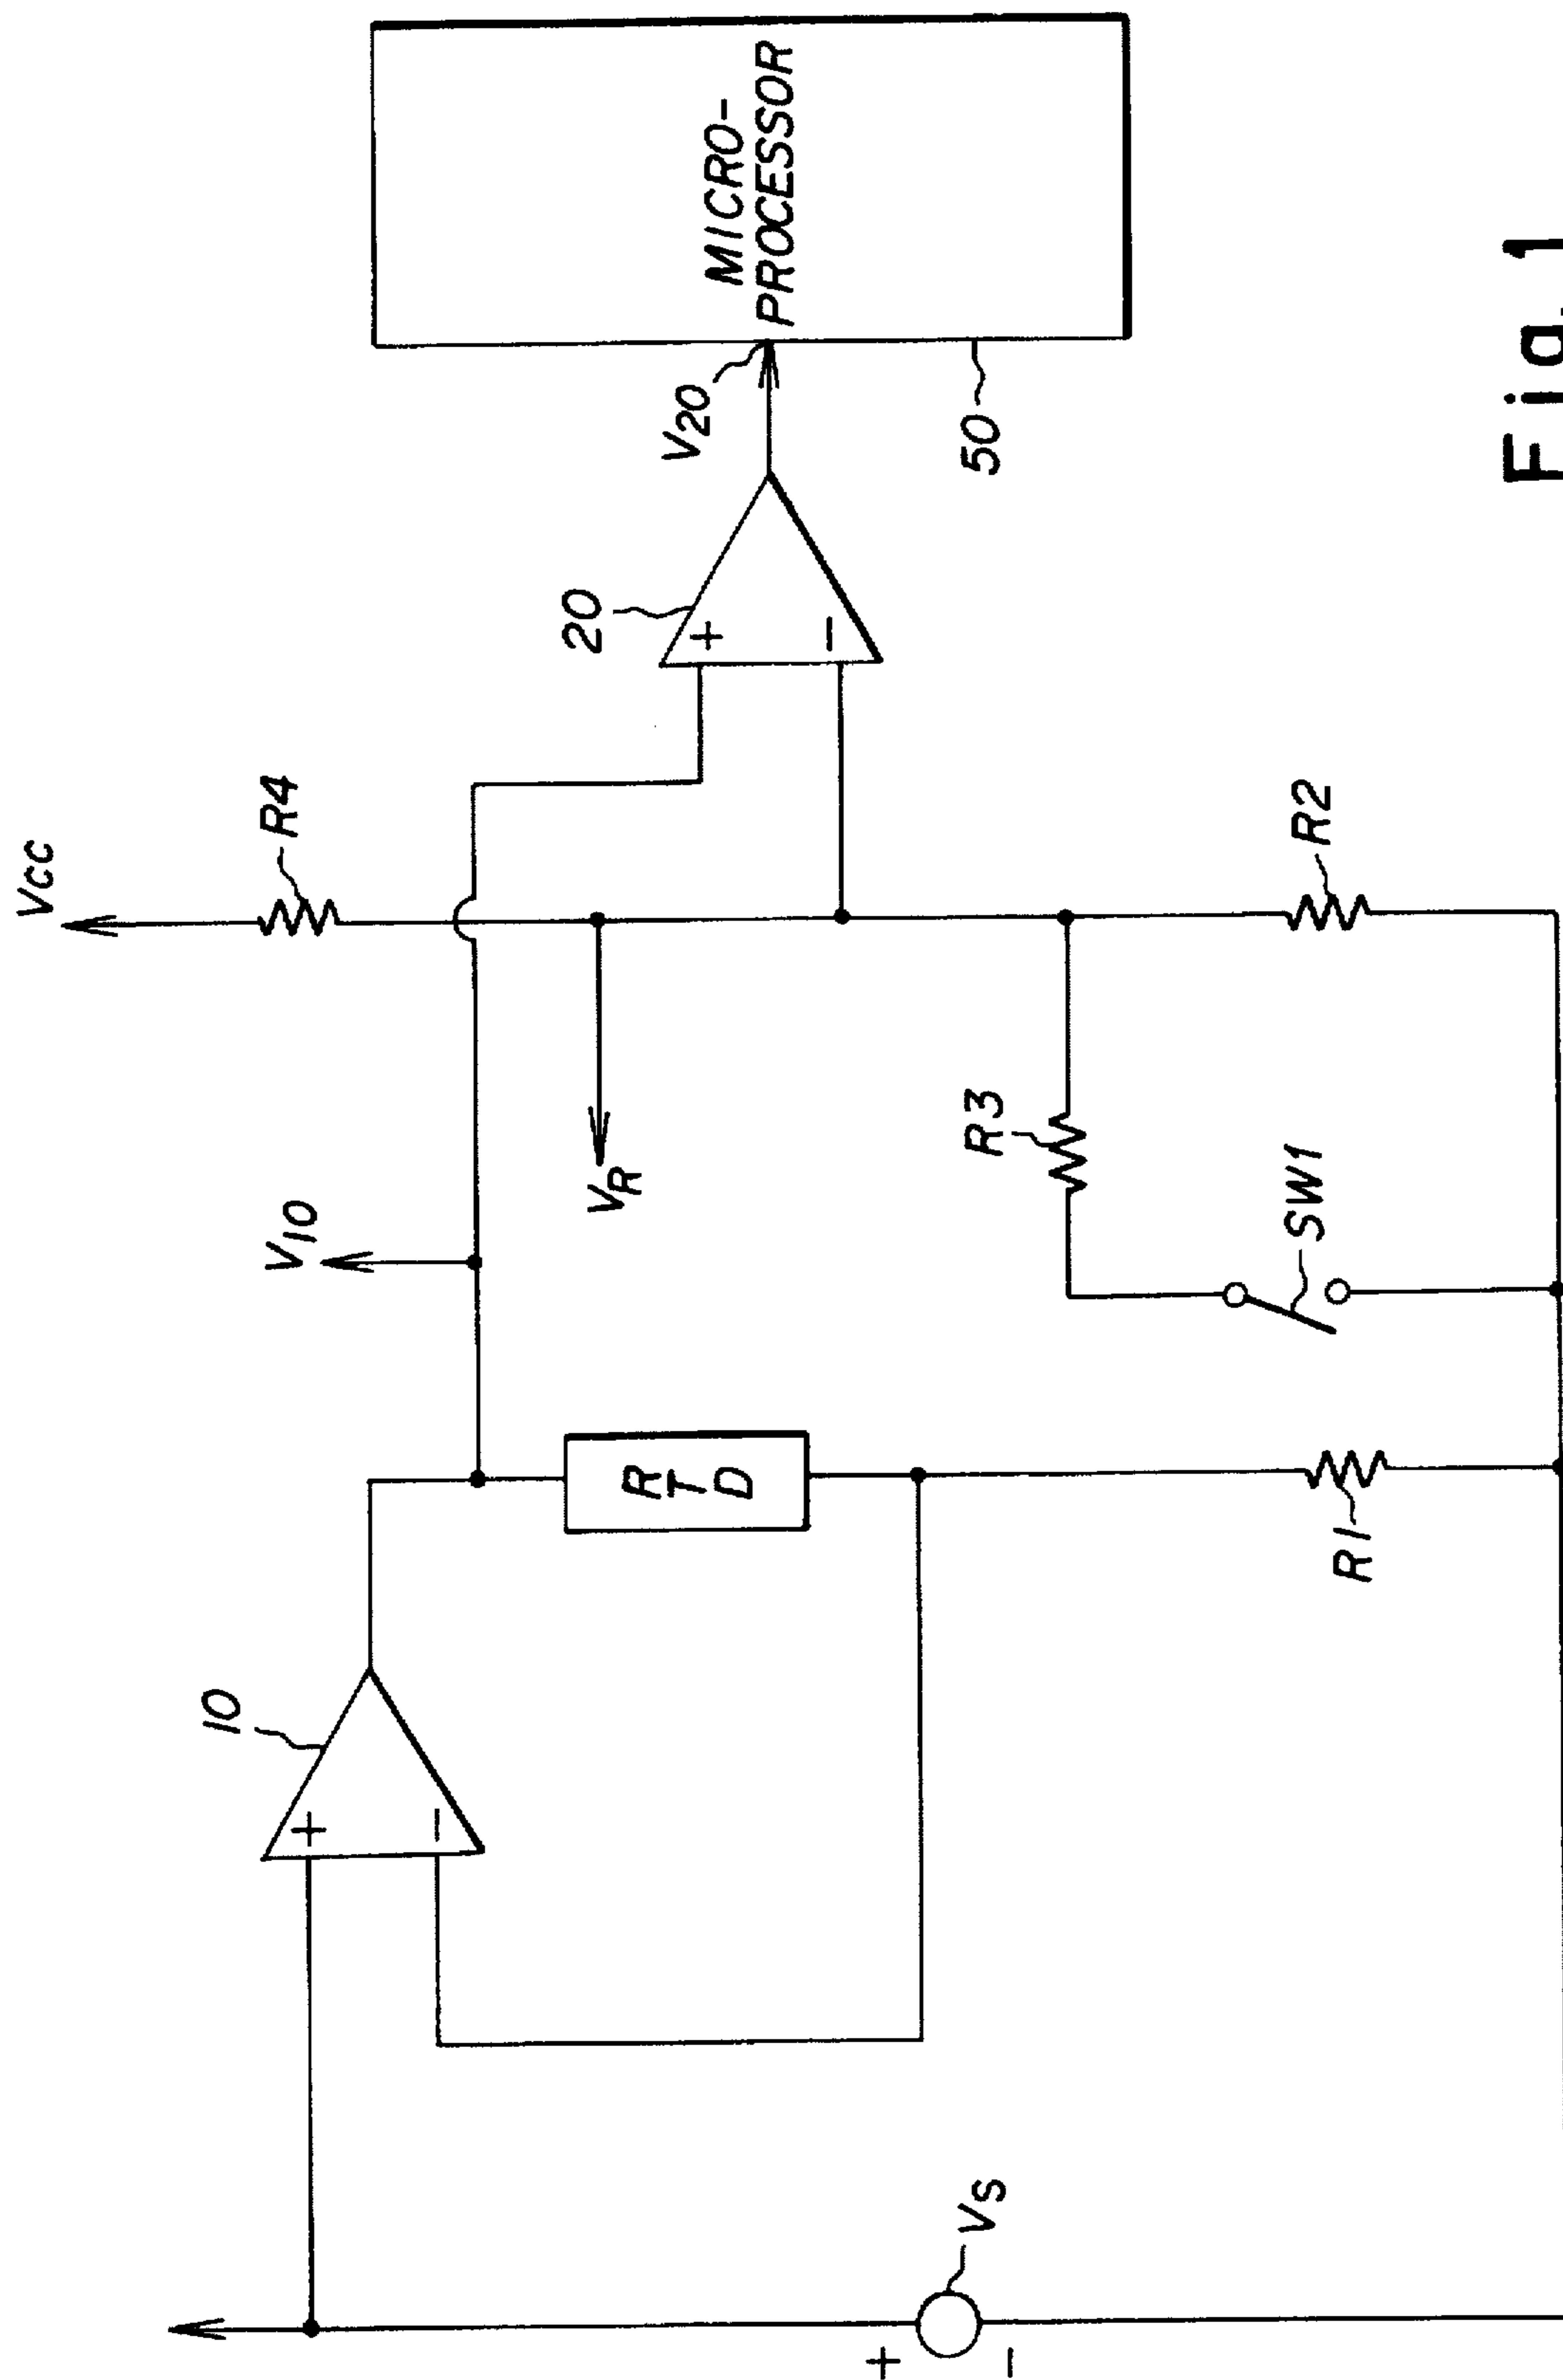 Vcc
R4
10
V10
20
MICRO-
PROCESSOR
+
−
+
−
VR
V20
R
T
D
R3
50
+
VS
−
SW1
R2
R1
Fig. 1